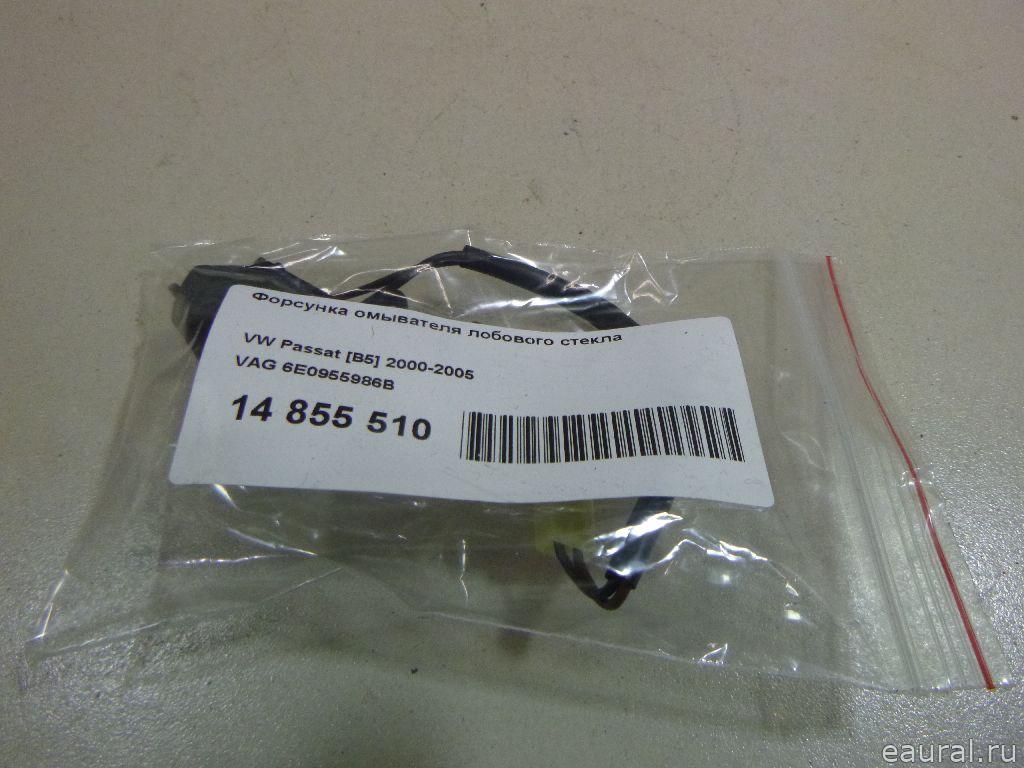 Форсунка омывателя лобового стекла
VW Passat [B5] 2000-2005
VAG 6E0955986B
14 855 510
eaural.ru